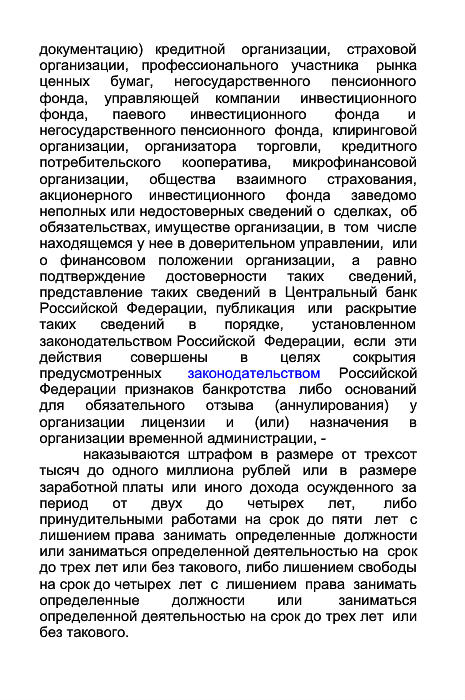 документацию) кредитной организации, страховой
организации, профессионального участника рынка
ценных бумаг, негосударственного пенсионного
фонда, управляющей компании инвестиционного
фонда, паевого инвестиционного фонда и
негосударственного пенсионного фонда, клиринговой
организации, организатора торговли, кредитного
потребительского кооператива, микрофинансовой
организации, общества взаимного страхования,
акционерного инвестиционного фонда заведомо
неполных или недостоверных сведений о сделках, об
обязательствах, имуществе организации, в том числе
находящемся у нее в доверительном управлении, или
о финансовом положении организации, а равно
подтверждение достоверности таких сведений,
представление таких сведений в Центральный банк
Российской Федерации, публикация или раскрытие
таких сведений в порядке, установленном
законодательством Российской Федерации, если эти
действия совершены в целях сокрытия
предусмотренных законодательством Российской
Федерации признаков банкротства либо оснований
для обязательного отзыва (аннулирования) у
организации лицензии и (или) назначения в
организации временной администрации, -
наказываются штрафом в размере от трехсот
тысяч до одного миллиона рублей или в размере
заработной платы или иного дохода осужденного за
период от двух до четырех лет, либо
принудительными работами на срок до пяти лет с
лишением права занимать определенные должности
или заниматься определенной деятельностью на срок
до трех лет или без такового, либо лишением свободы
на срок до четырех лет с лишением права занимать
определенные должности или заниматься
определенной деятельностью на срок до трех лет или
без такового.